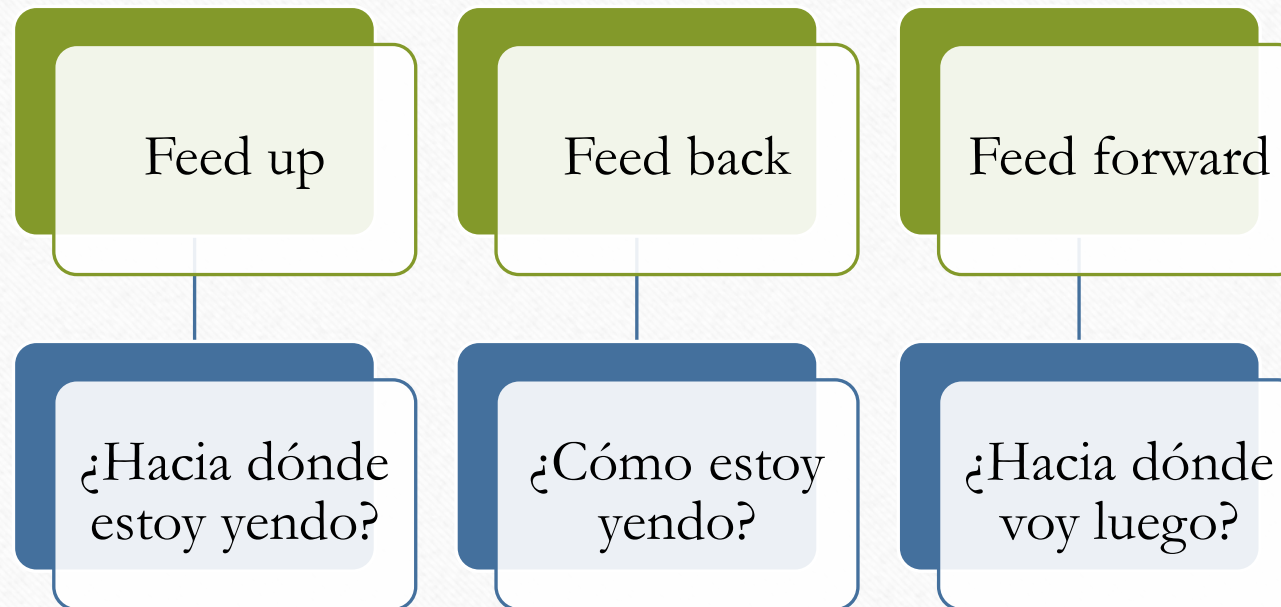 Feed up
Feed back
Feed forward
¿Hacia dónde
estoy yendo?
¿Cómo estoy
yendo?
¿Hacia dónde
voy luego?